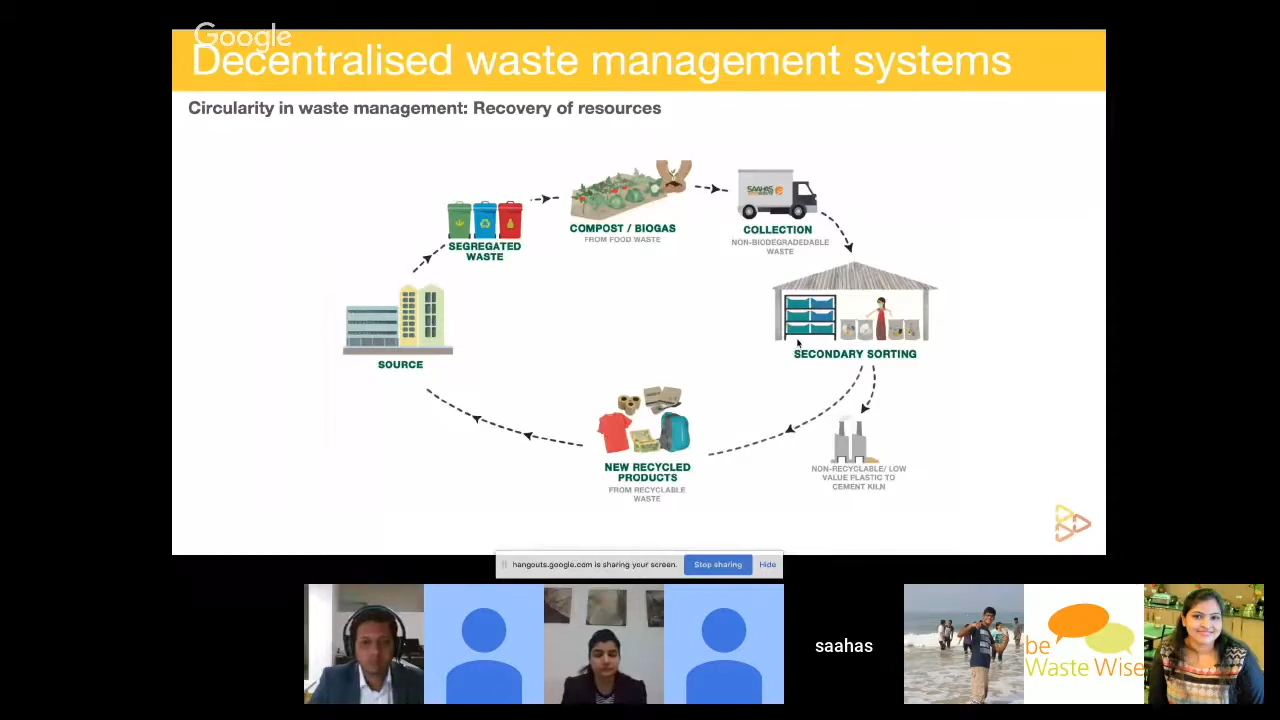 Google
Decentralised waste management systems
Circularity in waste management: Recovery of resources
SEGREGATED
WASTE
COMPOST / BIOGAS
FROM FOOD WASTE
SAAHAS
COLLECTION
NON-BIODEGRADEDABLE
WASTE
SECONDARY SORTING
SOURCE
NEW RECYCLED
PRODUCTS
FROM RECYCLABLE
WASTE
NON-RECYCLABLE/ LOW
VALUE PLASTIC TO
CEMENT KILN
hangouts.google.com is sharing your screen.
Stop sharing
Hide
saahas
be
Waste Wise